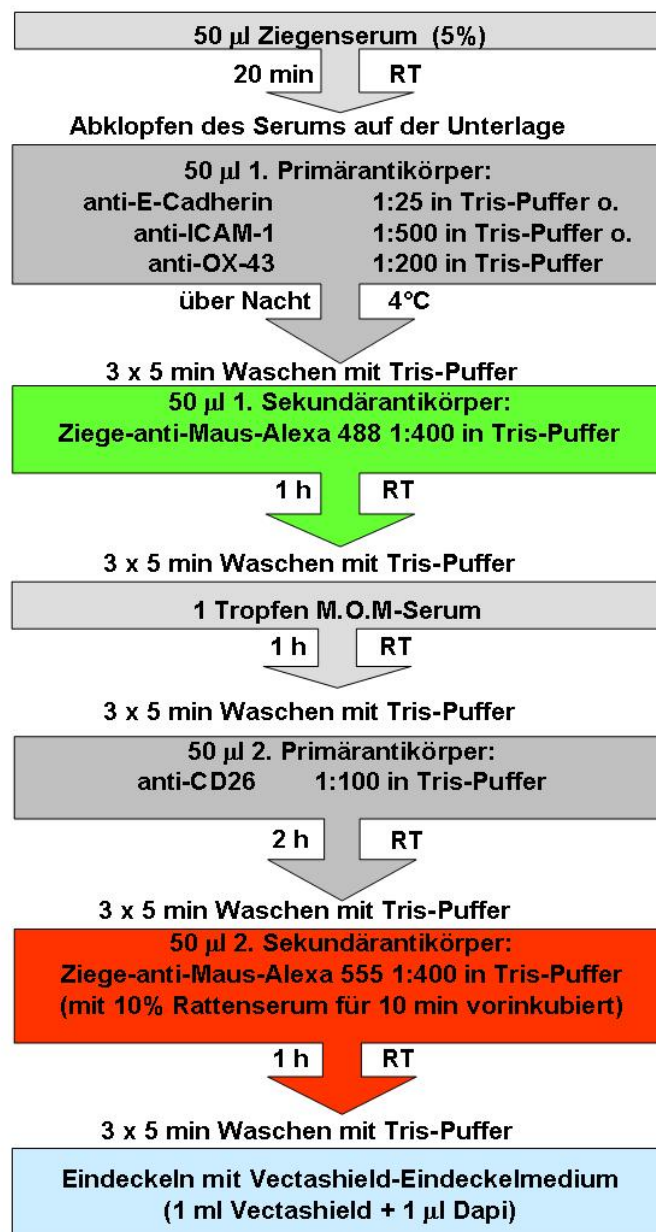 50 µl Ziegenserum (5%)
20 min RT
Abklopfen des Serums auf der Unterlage
50 µl 1. Primärantikörper:
anti-E-Cadherin 1:25 in Tris-Puffer o.
anti-ICAM-1 1:500 in Tris-Puffer o.
anti-OX-43 1:200 in Tris-Puffer
über Nacht 4°C
3 x 5 min Waschen mit Tris-Puffer
50 µl 1. Sekundärantikörper:
Ziege-anti-Maus-Alexa 488 1:400 in Tris-Puffer
1 h RT
3 x 5 min Waschen mit Tris-Puffer
1 Tropfen M.O.M-Serum
1 h RT
3 x 5 min Waschen mit Tris-Puffer
50 µl 2. Primärantikörper:
anti-CD26 1:100 in Tris-Puffer
2 h RT
3 x 5 min Waschen mit Tris-Puffer
50 µl 2. Sekundärantikörper:
Ziege-anti-Maus-Alexa 555 1:400 in Tris-Puffer
(mit 10% Rattenserum für 10 min vorinkubiert)
1 h RT
3 x 5 min Waschen mit Tris-Puffer
Eindeckeln mit Vectashield-Eindeckelmedium
(1 ml Vectashield + 1 µl Dapi)